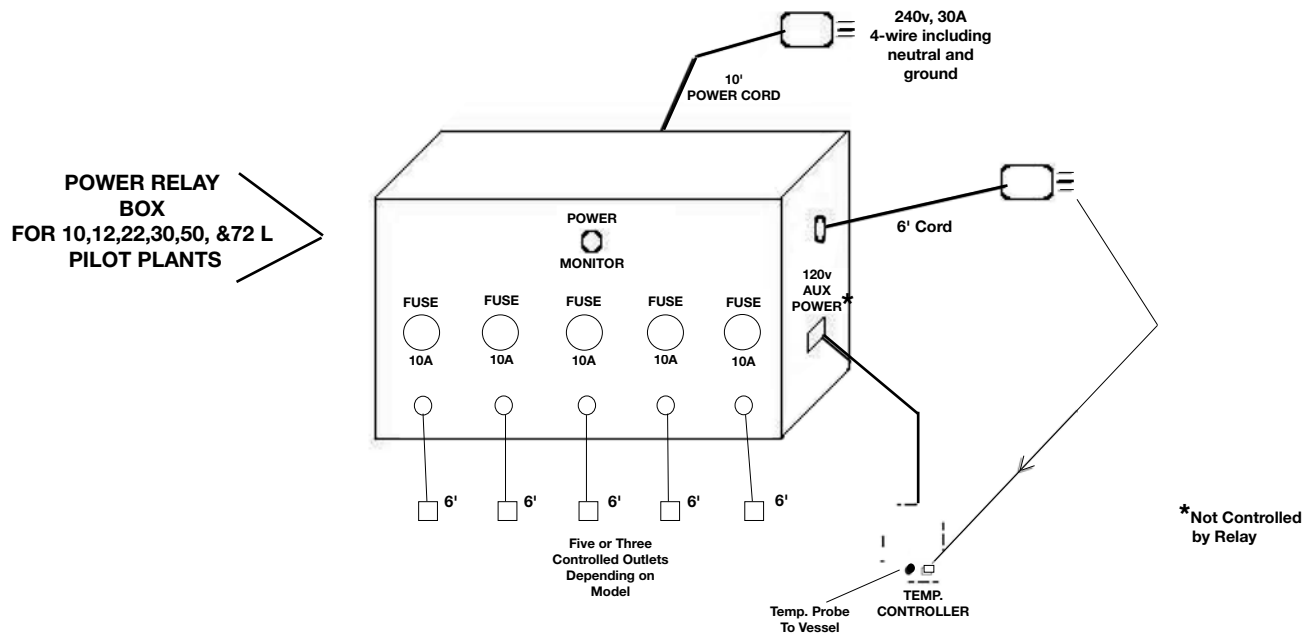 240v, 30A
4-wire including
neutral and
ground
10'
POWER CORD
POWER RELAY
BOX
FOR 10,12,22,30,50, &72 L
PILOT PLANTS
POWER
MONITOR
6' Cord
120v
AUX
POWER*
FUSE FUSE FUSE FUSE FUSE
10A 10A 10A 10A 10A
6' 6' 6' 6' 6'
Five or Three
Controlled Outlets
Depending on
Model
*Not Controlled
by Relay
TEMP.
CONTROLLER
Temp. Probe
To Vessel